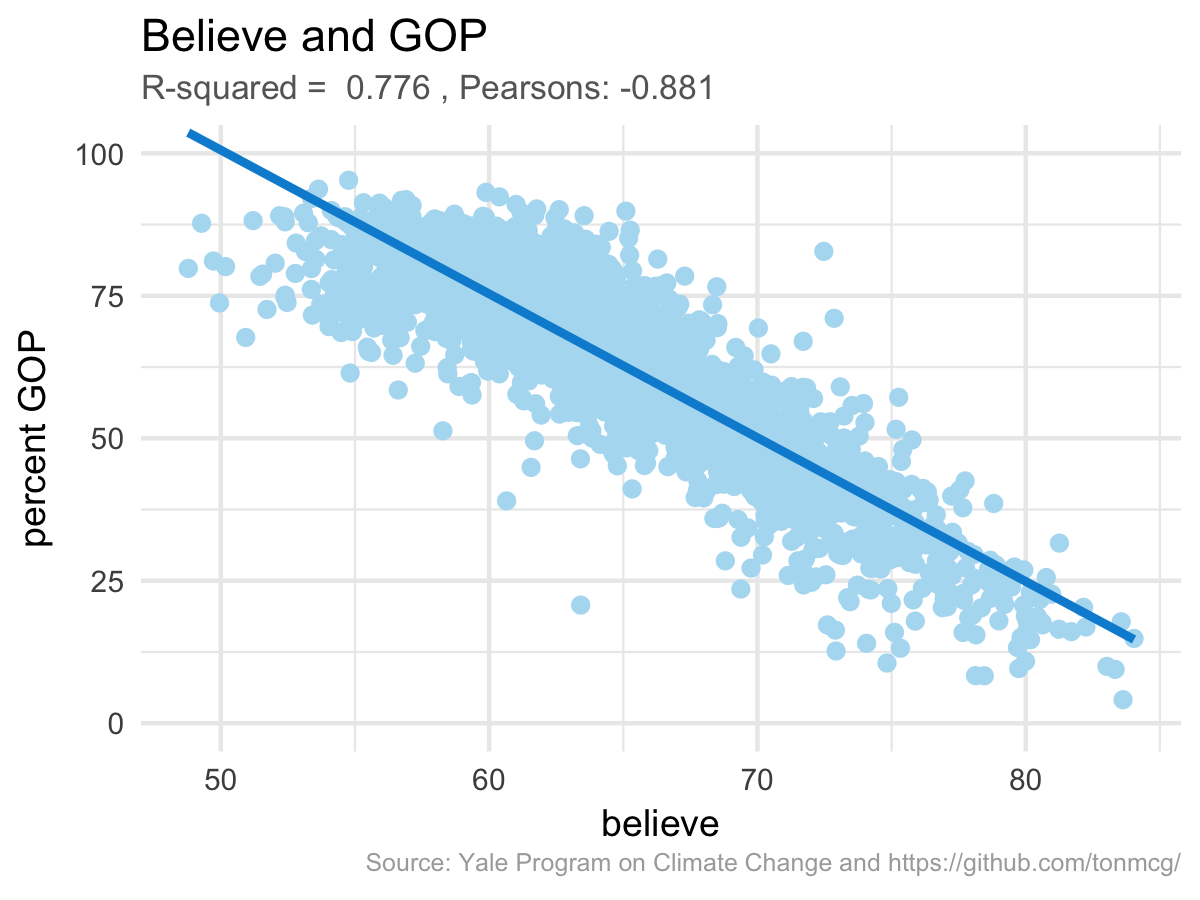 Believe and GOP
R-squared =  0.776 , Pearsons: -0.881
100
75
50
25
0
percent GOP
50 60 70 80
believe
Source: Yale Program on Climate Change and https://github.com/tonmcg/